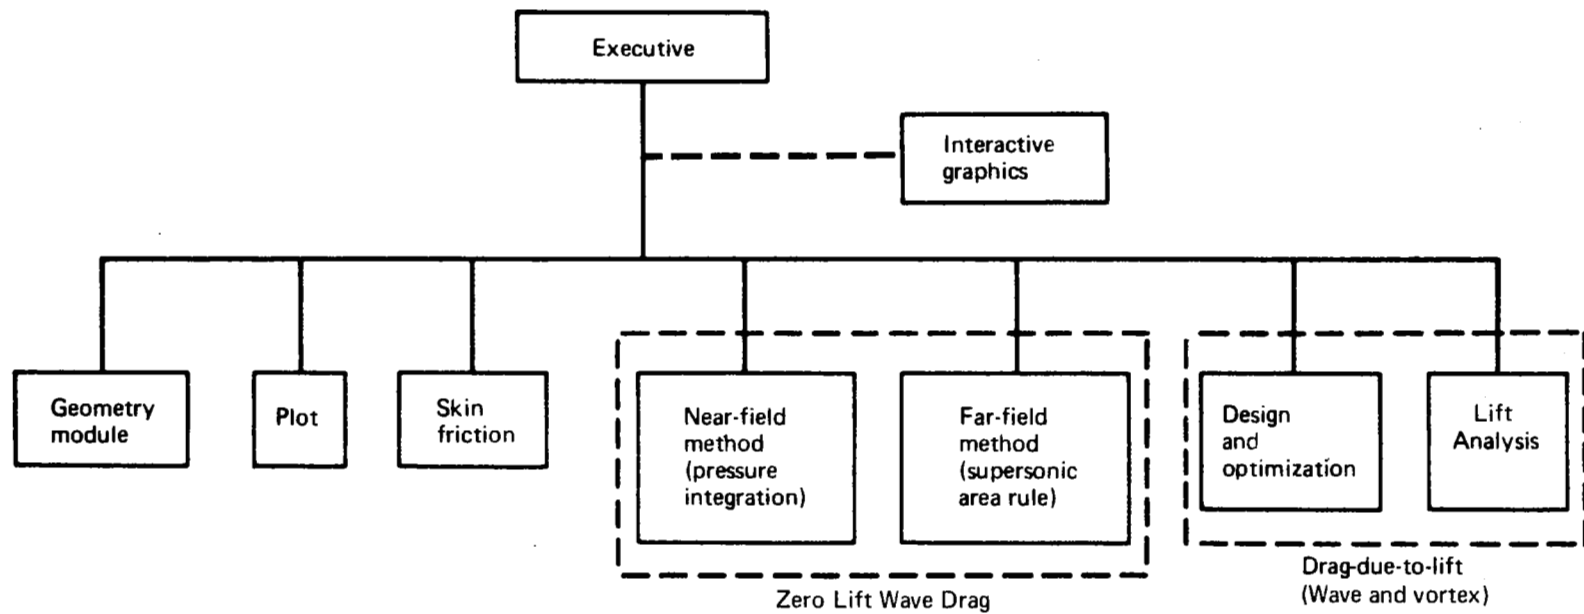 Executive
Interactive
graphics
Geometry
module
Plot
Skin
friction
Near-field
method
(pressure
integration)
Far-field
method
(supersonic
area rule)
Design
and
optimization
Lift
Analysis
Zero Lift Wave Drag
Drag-due-to-lift
(Wave and vortex)